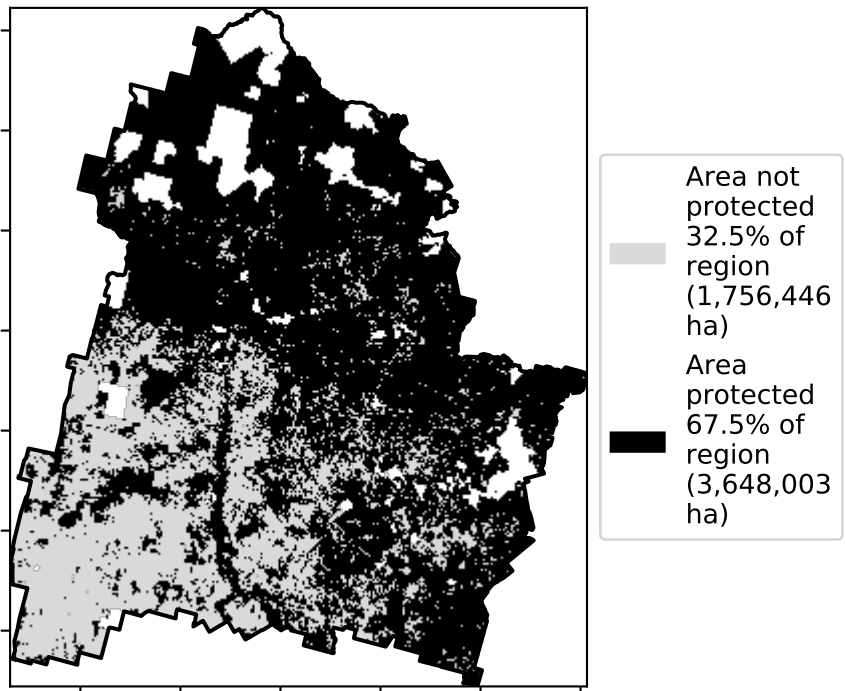 Area not
protected
32.5% of
region
(1,756,446
ha)
Area
protected
67.5% of
region
(3,648,003
ha)